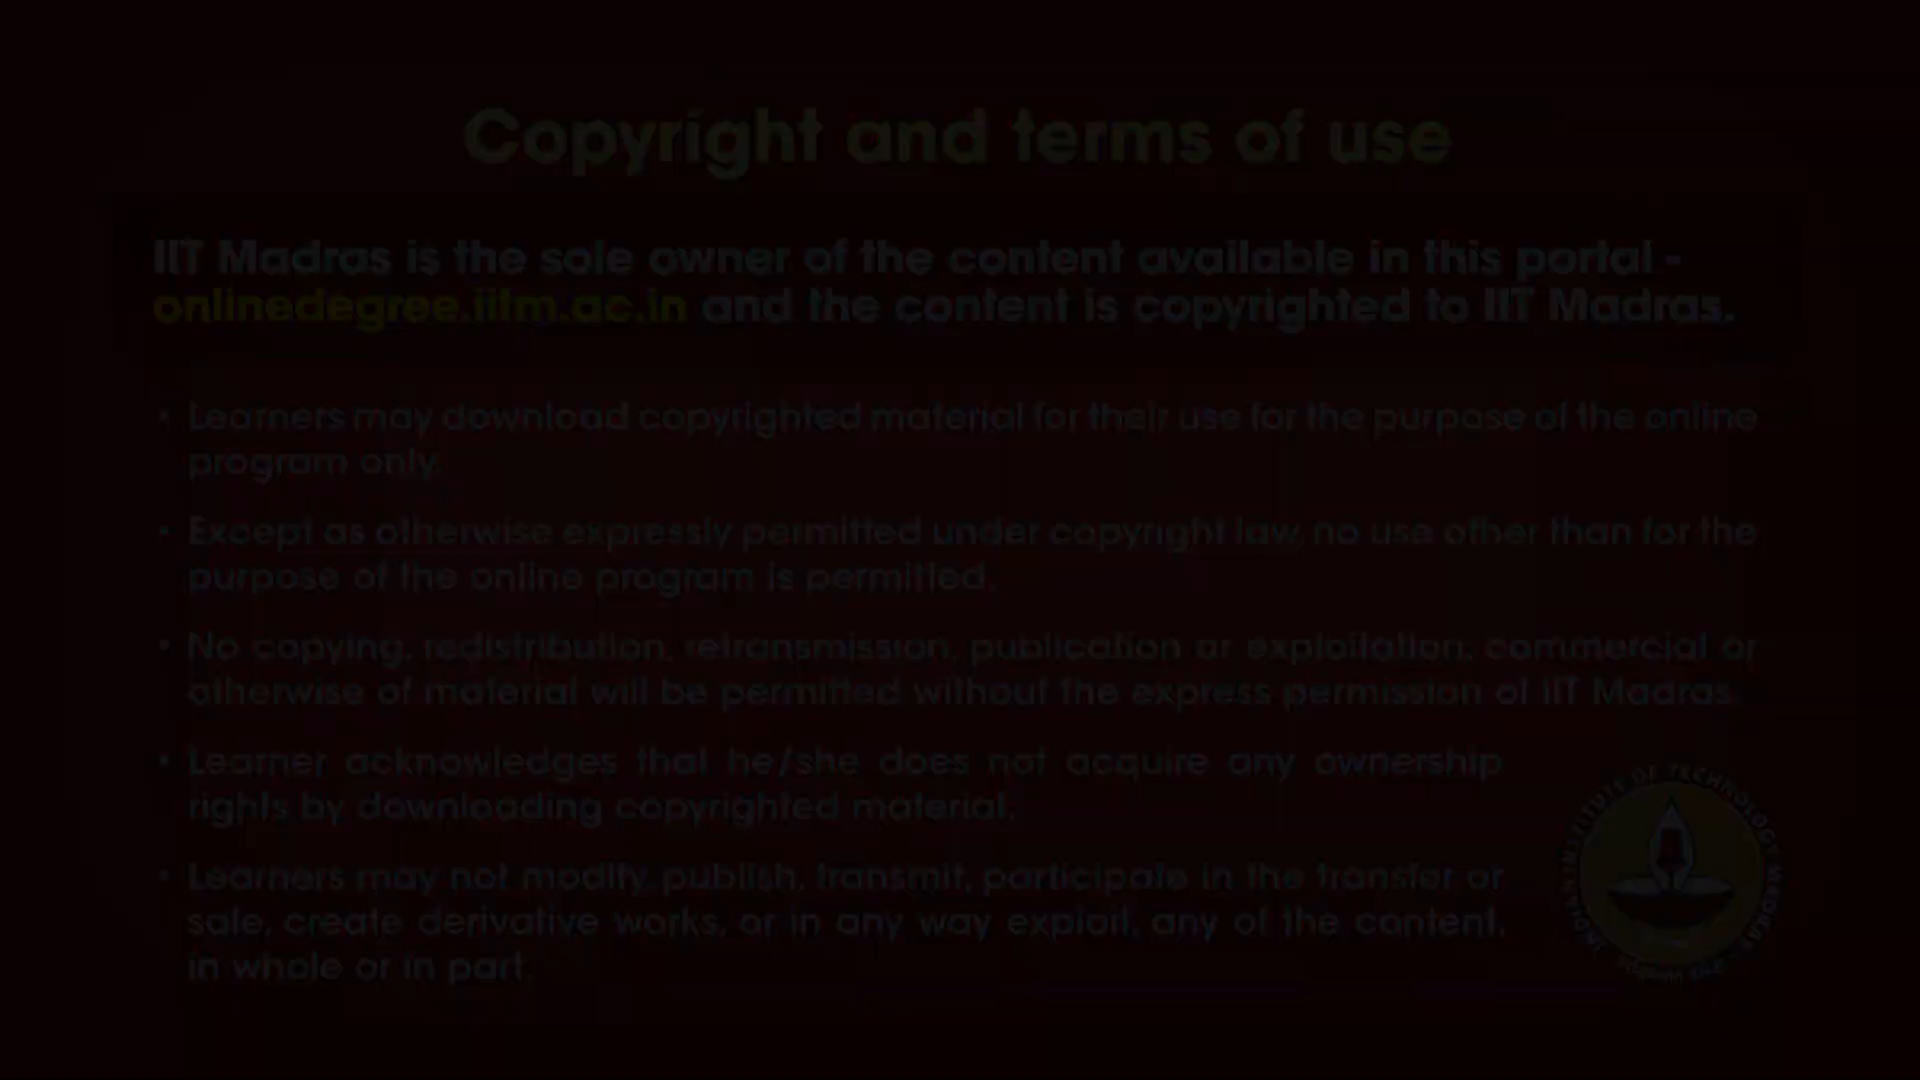 Copyright and terms of use
IIT Madras is the sole owner of the content available in this portal -
onlinedegree.iitm.ac.in and the content is copyrighted to IIT Madras.
• Learners may download copyrighted material for their use for the purpose of the online
program only.
• Except as otherwise expressly permitted under copyright law, no use other than for the
purpose of the online program is permitted.
• No copying, redistribution, retransmission, publication or exploitation, commercial or
otherwise of material will be permitted without the express permission of IIT Madras.
• Learner acknowledges that he/she does not acquire any ownership
rights by downloading copyrighted material.
• Learners may not modify, publish, transmit, participate in the transfer or
sale, create derivative works, or in any way exploit, any of the content,
in whole or in part.
INDIAN INSTITUTE OF TECHNOLOGY MADRAS